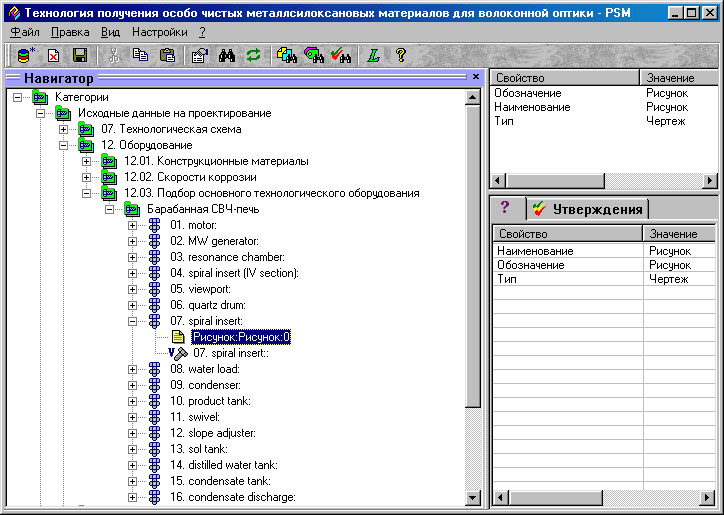 Технология получения особо чистых металлсилоксановых материалов для волоконной оптики - PSM
Файл Правка Вид Настройки ?
L ?
Навигатор
Категории
Исходные данные на проектирование
07. Технологическая схема
12. Оборудование
12.01. Конструкционные материалы
12.02. Скорости коррозии
12.03. Подбор основного технологического оборудования
Барабанная СВЧ-печь
01. motor:
02. MW generator:
03. resonance chamber:
04. spiral insert (IV section):
05. viewport:
06. quartz drum:
07. spiral insert:
Рисунок:Рисунок:0
07. spiral insert::
08. water load:
09. condenser:
10. product tank:
11. swivel:
12. slope adjuster:
13. sol tank:
14. distilled water tank:
15. condensate tank:
16. condensate discharge:
Свойство Значение
Обозначение Рисунок
Наименование Рисунок
Тип Чертеж
? Утверждения
Свойство Значение
Наименование Рисунок
Обозначение Рисунок
Тип Чертеж